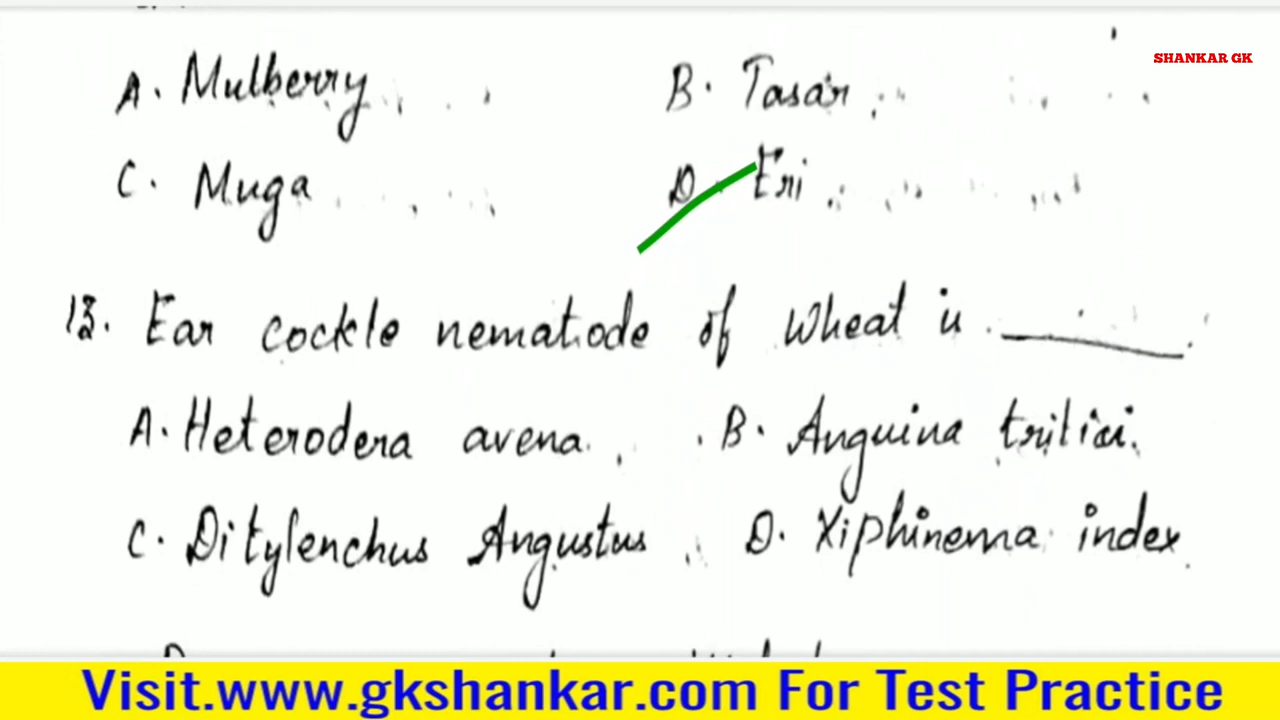 SHANKAR GK
A. Mulberry B. Tasar
C. Muga D. Eri
13. Ear cockle nematode of Wheat is ______.
A. Heterodera avena. B. Anguina tritici.
C. Ditylenchus Angustus D. Xiphinema index.
Visit.www.gkshankar.com For Test Practice